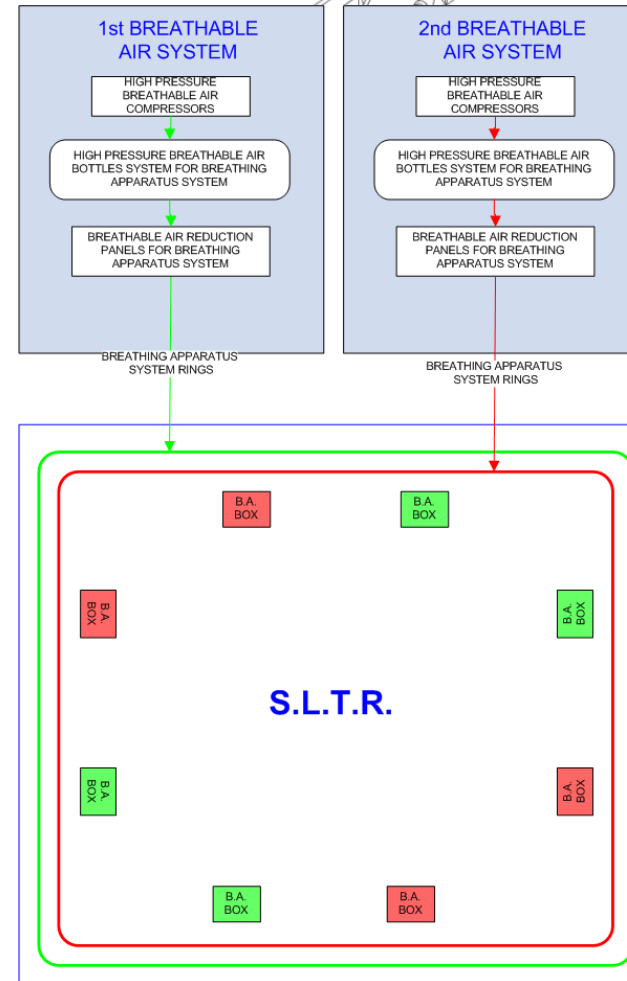 1st BREATHABLE
AIR SYSTEM
HIGH PRESSURE
BREATHABLE AIR
COMPRESSORS
HIGH PRESSURE BREATHABLE AIR
BOTTLES SYSTEM FOR BREATHING
APPARATUS SYSTEM
BREATHABLE AIR REDUCTION
PANELS FOR BREATHING
APPARATUS SYSTEM
BREATHING APPARATUS
SYSTEM RINGS
2nd BREATHABLE
AIR SYSTEM
HIGH PRESSURE
BREATHABLE AIR
COMPRESSORS
HIGH PRESSURE BREATHABLE AIR
BOTTLES SYSTEM FOR BREATHING
APPARATUS SYSTEM
BREATHABLE AIR REDUCTION
PANELS FOR BREATHING
APPARATUS SYSTEM
BREATHING APPARATUS
SYSTEM RINGS
B.A.
BOX
B.A.
BOX
B.A.
BOX
B.A.
BOX
S.L.T.R.
B.A.
BOX
B.A.
BOX
B.A.
BOX
B.A.
BOX